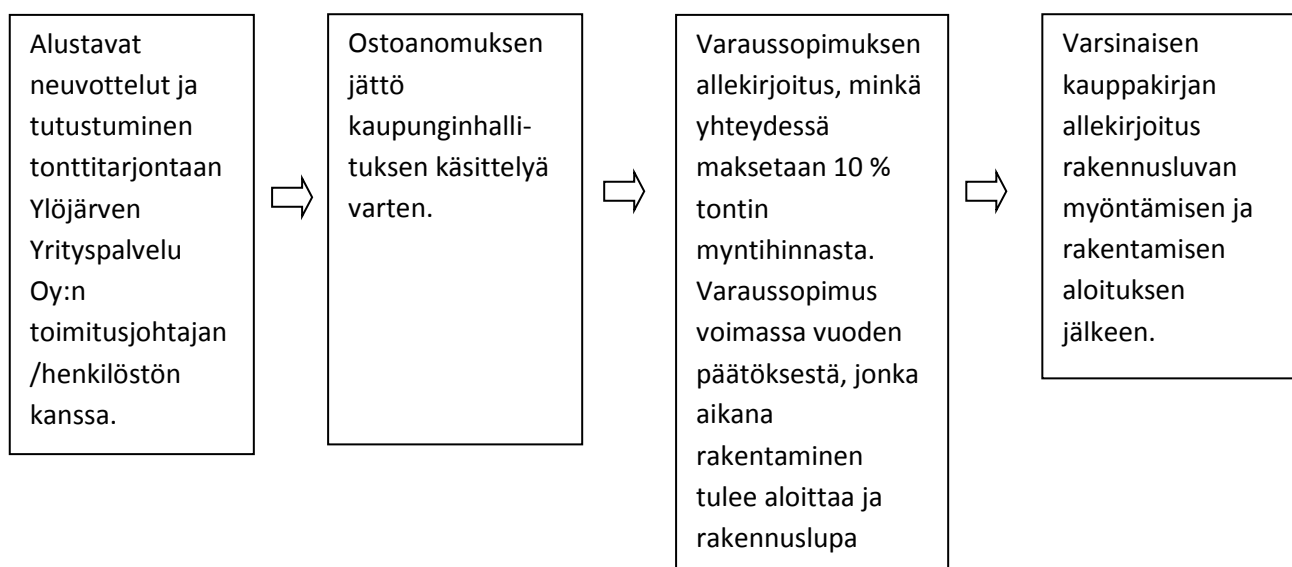 Alustavat
neuvottelut ja
tutustuminen
tonttitarjontaan
Ylöjärven
Yrityspalvelu
Oy:n
toimitusjohtajan
/henkilöstön
kanssa.
Ostoanomuksen
jättö
kaupunginhalli-
tuksen käsittelyä
varten.
Varaussopimuksen
allekirjoitus, minkä
yhteydessä
maksetaan 10 %
tontin
myntihinnasta.
Varaussopimus
voimassa vuoden
päätöksestä, jonka
aikana
rakentaminen
tulee aloittaa ja
rakennuslupa
Varsinaisen
kauppakirjan
allekirjoitus
rakennusluvan
myöntämisen ja
rakentamisen
aloituksen
jälkeen.